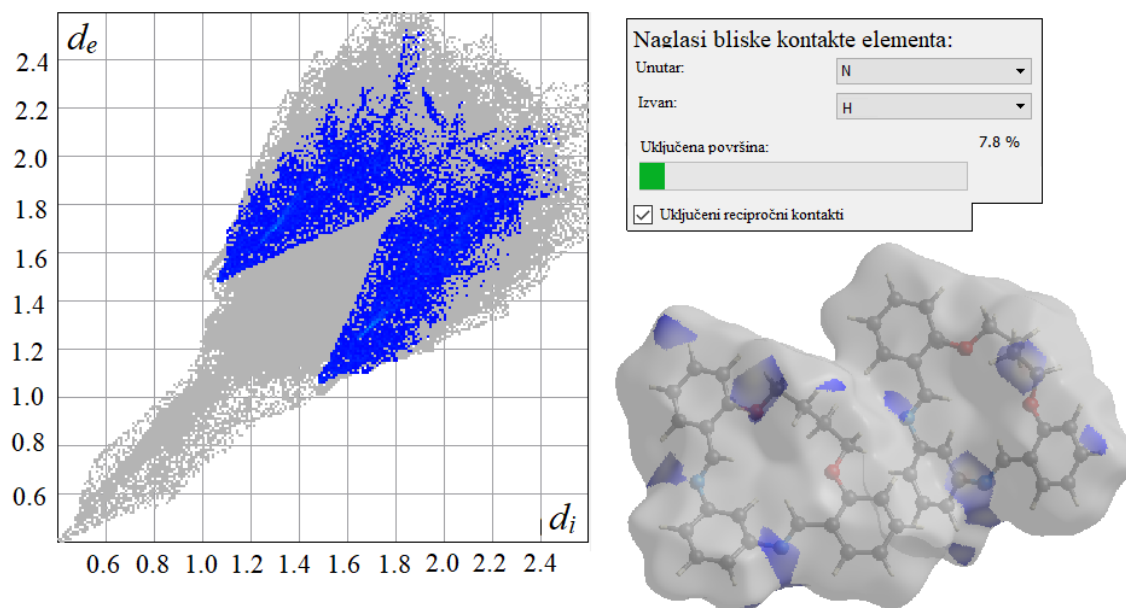 d_e
2.4
2.2
2.0
1.8
1.6
1.4
1.2
1.0
0.8
0.6
d_i
0.6 0.8 1.0 1.2 1.4 1.6 1.8 2.0 2.2 2.4
Naglasi bliske kontakte elementa:
Unutar: N
Izvan: H
Uključena površina: 7.8 %
Uključeni recipročni kontakti